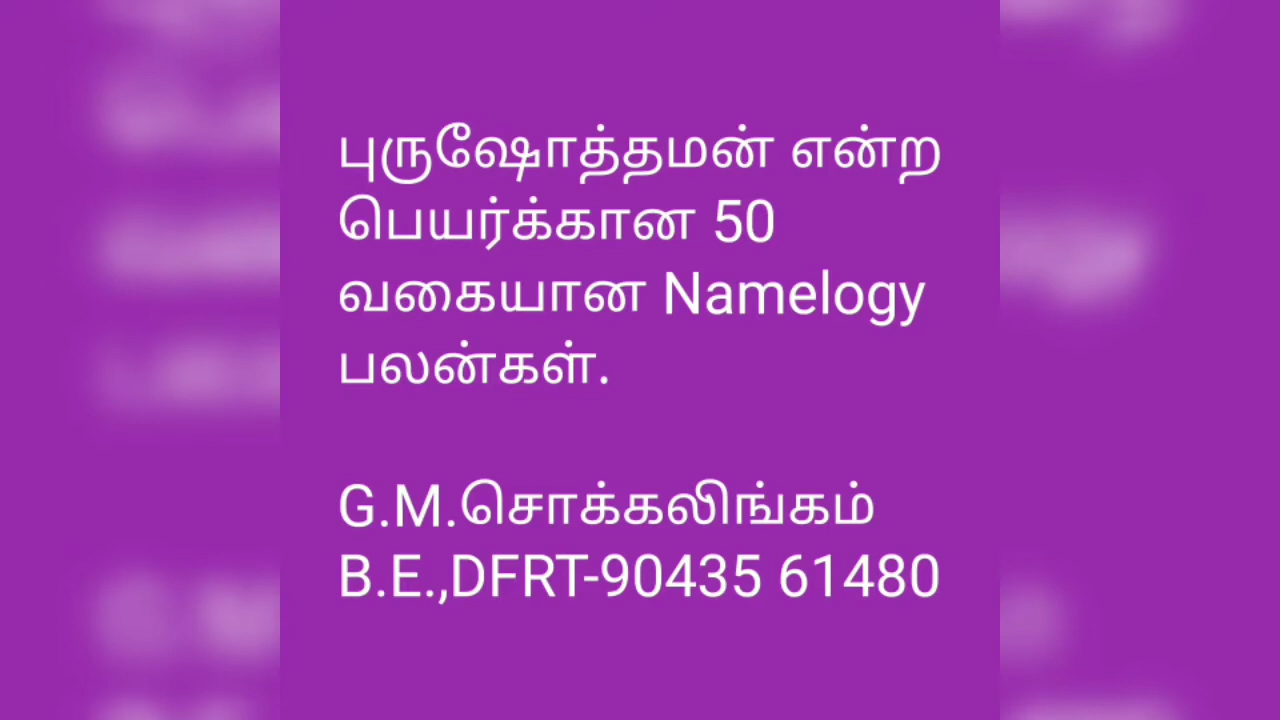 புருஷோத்தமன் என்ற
பெயர்க்கான 50
வகையான Namelogy
பலன்கள்.
G.M.சொக்கலிங்கம்
B.E.,DFRT-90435 61480